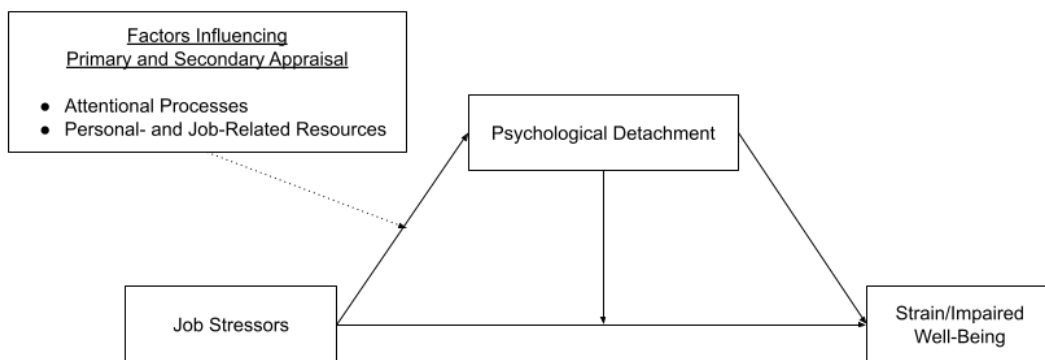 Factors Influencing
Primary and Secondary Appraisal
● Attentional Processes
● Personal- and Job-Related Resources
Psychological Detachment
Job Stressors
Strain/Impaired
Well-Being